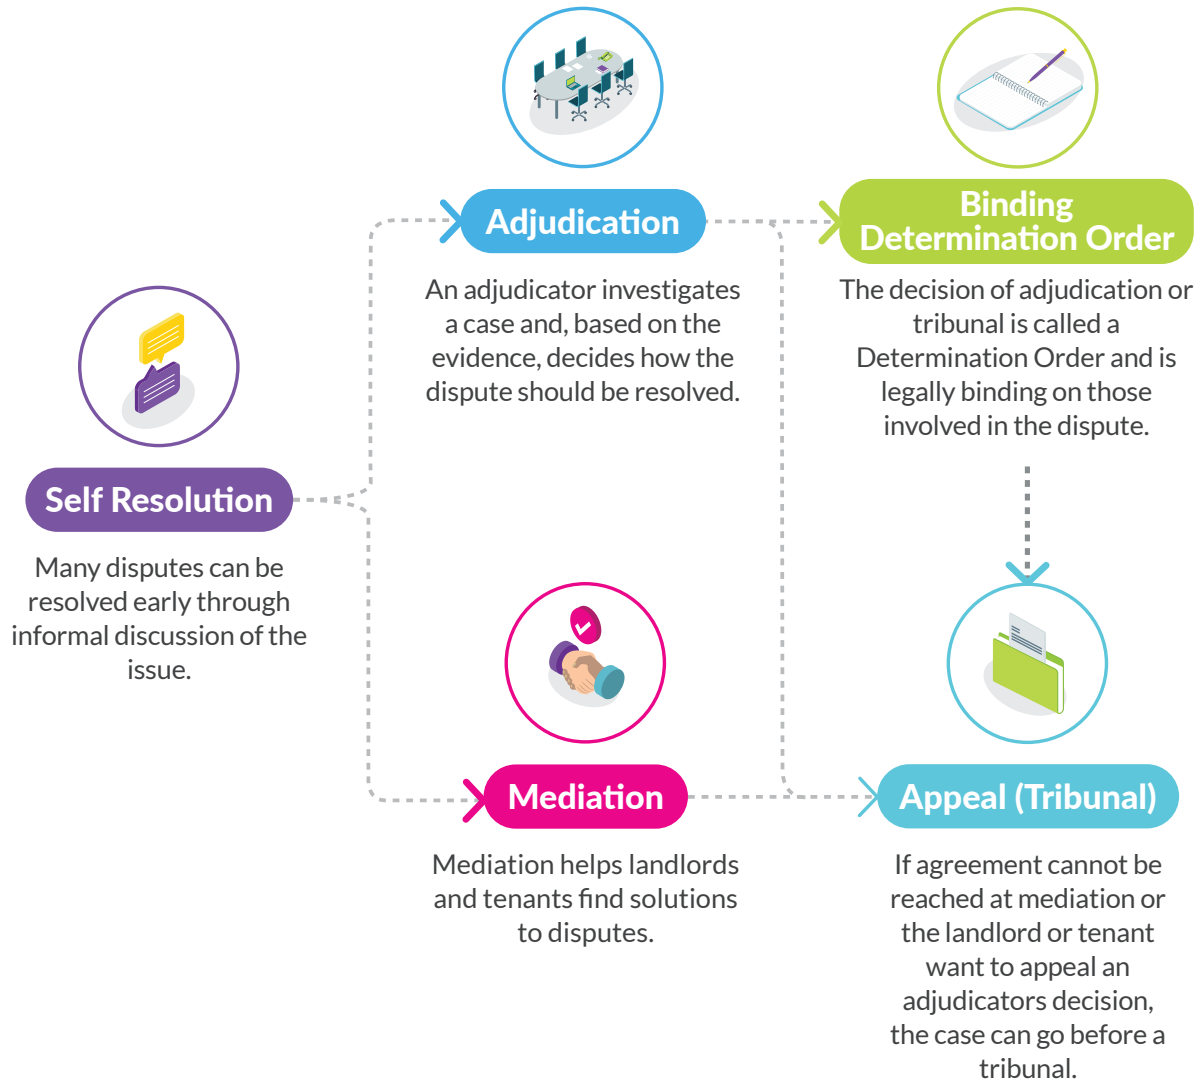 Self Resolution
Many disputes can be
resolved early through
informal discussion of the
issue.
Adjudication
An adjudicator investigates
a case and, based on the
evidence, decides how the
dispute should be resolved.
Mediation
Mediation helps landlords
and tenants find solutions
to disputes.
Binding
Determination Order
The decision of adjudication or
tribunal is called a
Determination Order and is
legally binding on those
involved in the dispute.
Appeal (Tribunal)
If agreement cannot be
reached at mediation or
the landlord or tenant
want to appeal an
adjudicators decision,
the case can go before a
tribunal.